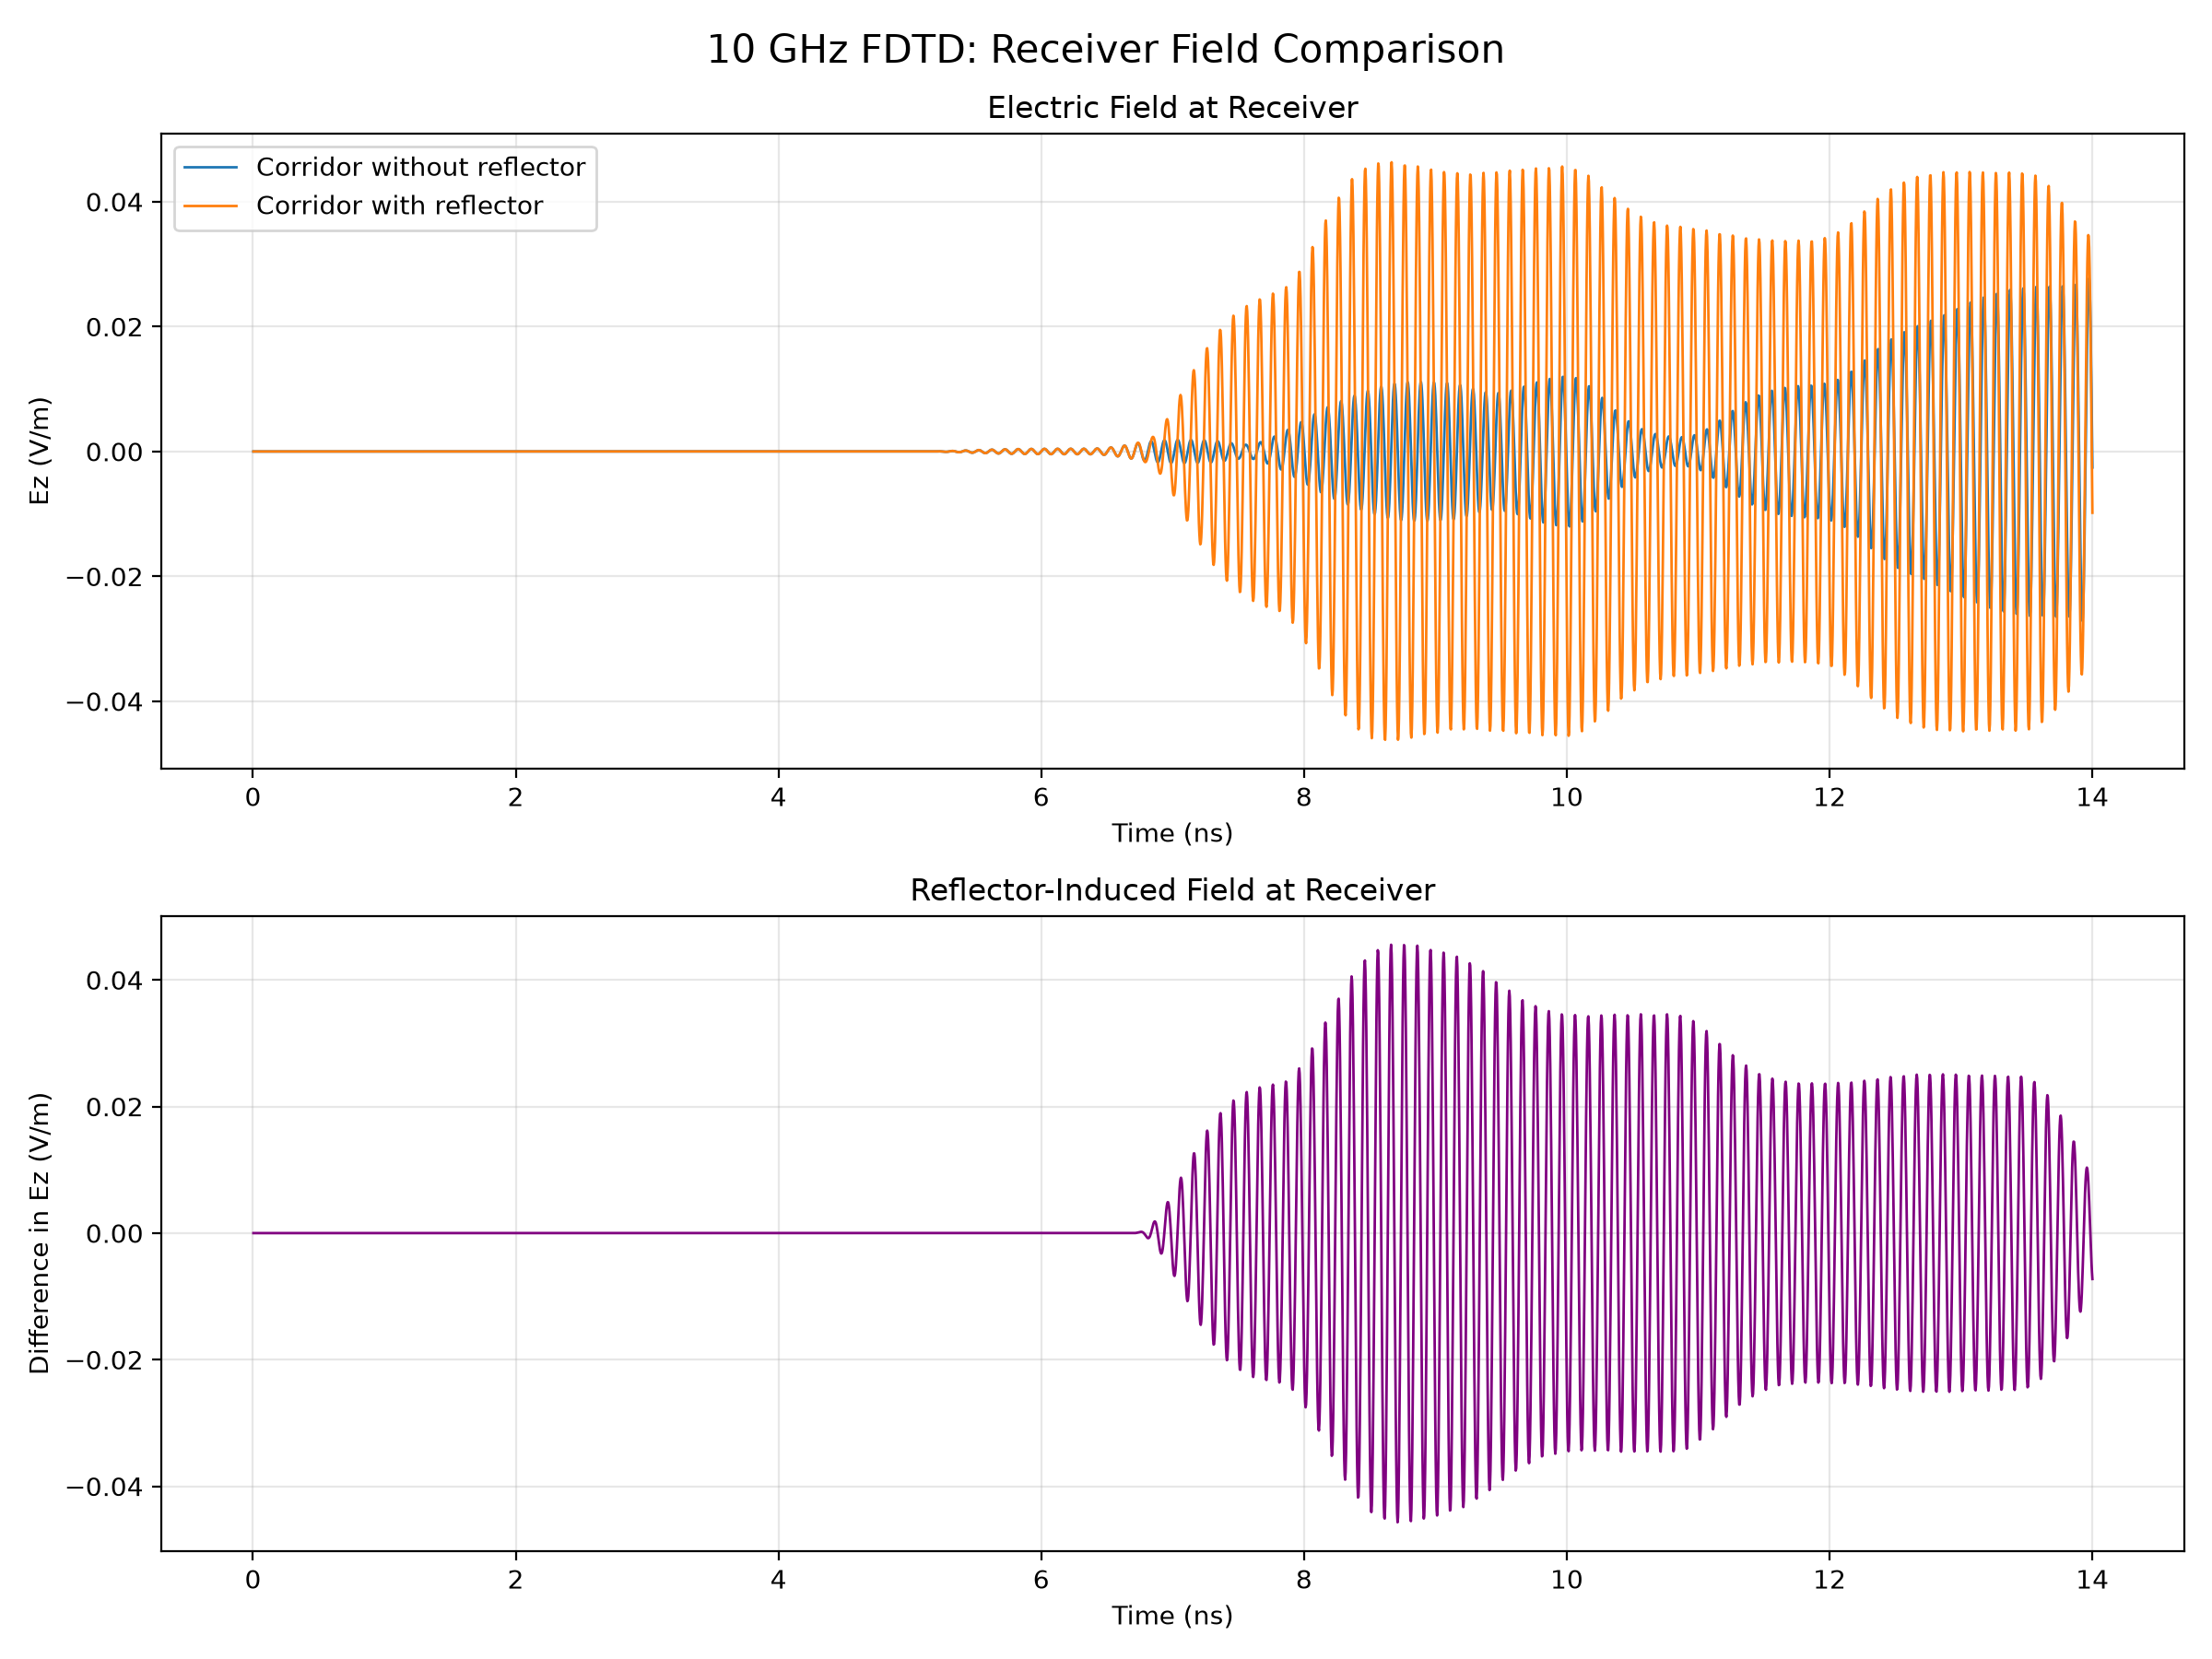 10 GHz FDTD: Receiver Field Comparison
Electric Field at Receiver
Corridor without reflector
Corridor with reflector
Ez (V/m)
0.04
0.02
0.00
−0.02
−0.04
0 2 4 6 8 10 12 14
Time (ns)
Reflector-Induced Field at Receiver
Difference in Ez (V/m)
0.04
0.02
0.00
−0.02
−0.04
0 2 4 6 8 10 12 14
Time (ns)